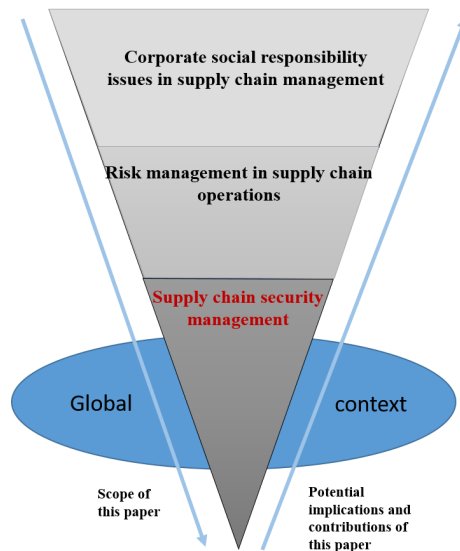 Corporate social responsibility
issues in supply chain management
Risk management in supply chain
operations
Supply chain security
management
Global
context
Scope of
this paper
Potential
implications and
contributions of
this paper